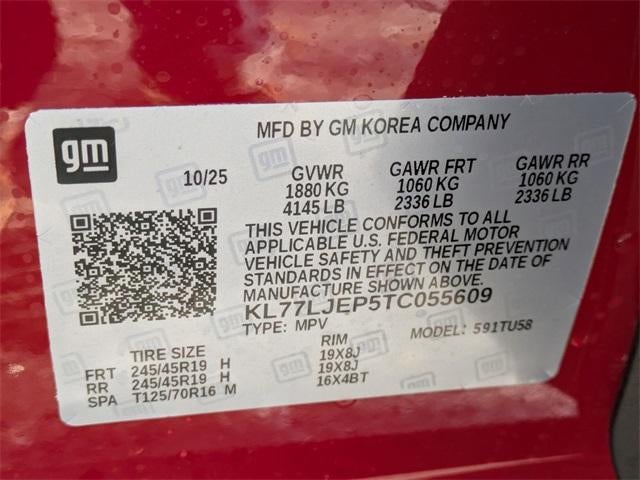 gm
MFD BY GM KOREA COMPANY
10/25
GVWR GAWR FRT GAWR RR
1880 KG 1060 KG 1060 KG
4145 LB 2336 LB 2336 LB
THIS VEHICLE CONFORMS TO ALL
APPLICABLE U.S. FEDERAL MOTOR
VEHICLE SAFETY AND THEFT PREVENTION
STANDARDS IN EFFECT ON THE DATE OF
MANUFACTURE SHOWN ABOVE.
KL77LJEP5TC055609
TYPE: MPV MODEL: 591TU58
TIRE SIZE RIM
FRT 245/45R19 H 19X8J
RR 245/45R19 H 19X8J
SPA T125/70R16 M 16X4BT